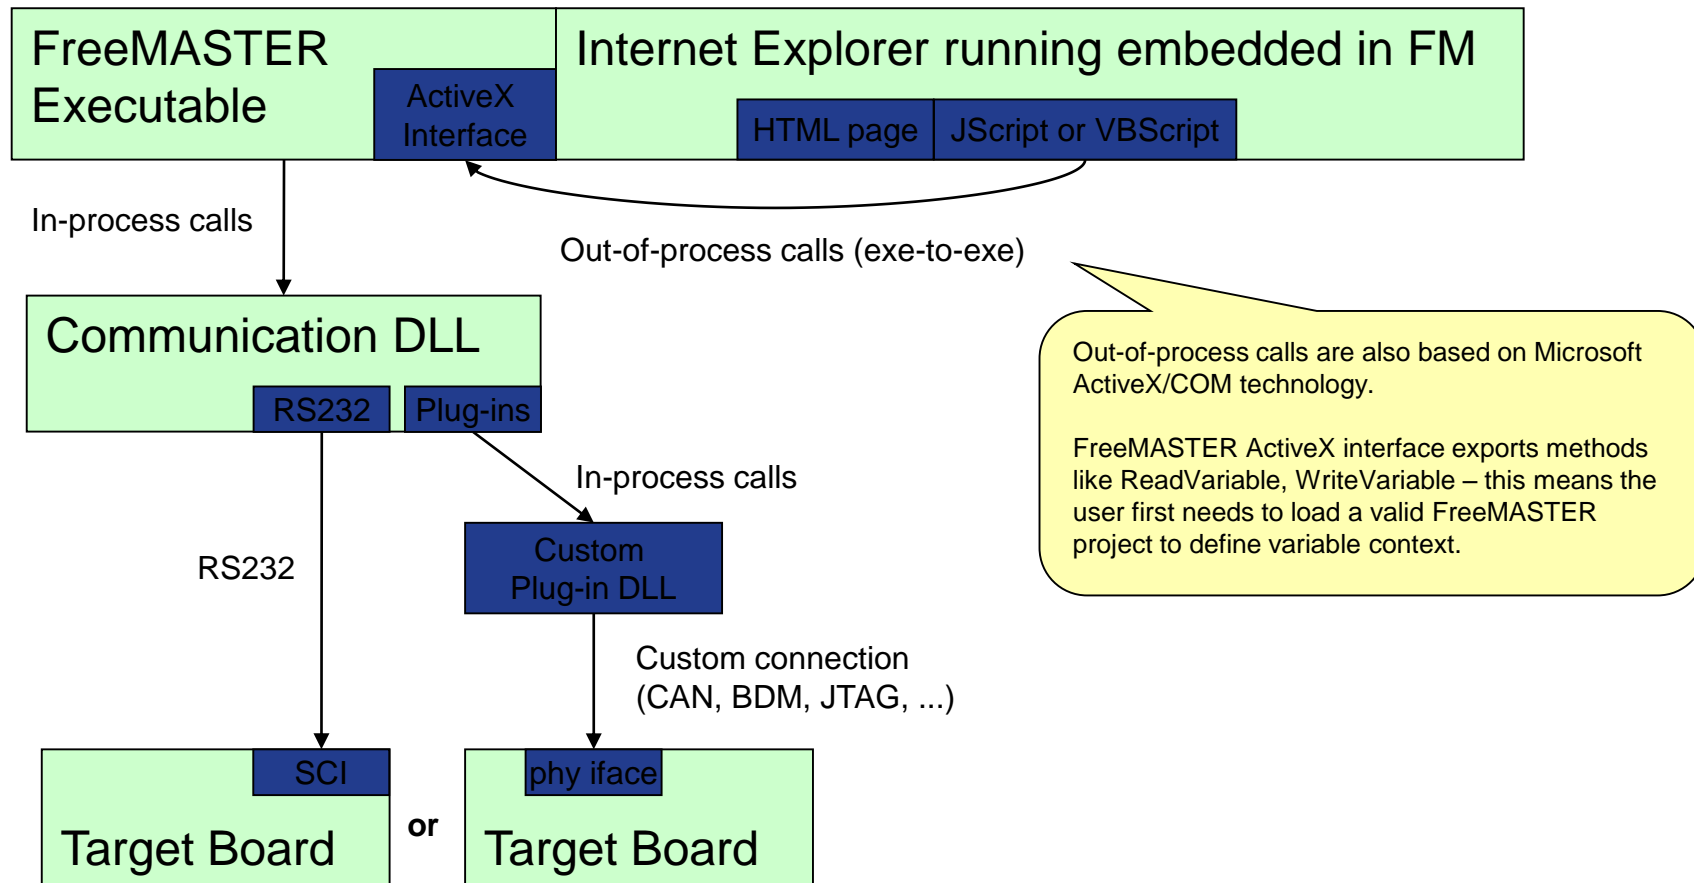 FreeMASTER
Executable
ActiveX
Interface
Internet Explorer running embedded in FM
HTML page
JScript or VBScript
In-process calls
Out-of-process calls (exe-to-exe)
Communication DLL
RS232
Plug-ins
Out-of-process calls are also based on Microsoft
ActiveX/COM technology.
FreeMASTER ActiveX interface exports methods
like ReadVariable, WriteVariable – this means the
user first needs to load a valid FreeMASTER
project to define variable context.
In-process calls
RS232
Custom
Plug-in DLL
Custom connection
(CAN, BDM, JTAG, ...)
SCI
Target Board
or
phy iface
Target Board